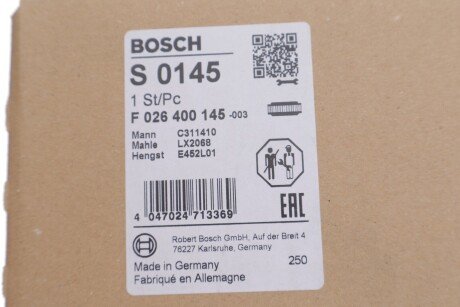 BOSCH
S 0145
1 St/Pc
F 026 400 145 -003
Mann C311410
Mahle LX2068
Hengst E452L01
4 047024 713369
EAC
Robert Bosch GmbH, Auf der Breit 4
76227 Karlsruhe, Germany
Made in Germany 250
Fabriqué en Allemagne